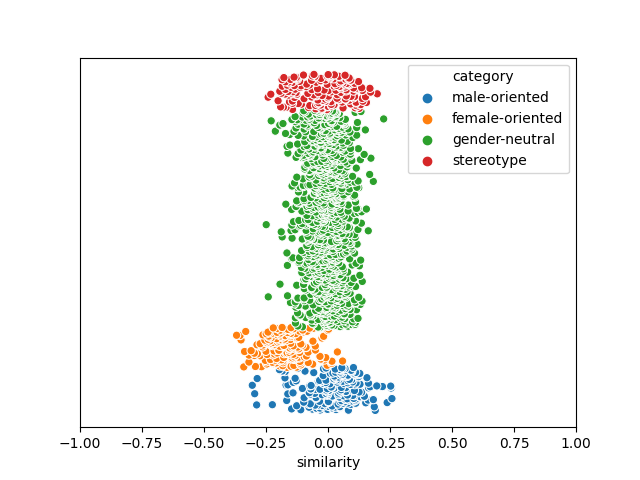 category
male-oriented
female-oriented
gender-neutral
stereotype
−1.00 −0.75 −0.50 −0.25 0.00 0.25 0.50 0.75 1.00
similarity